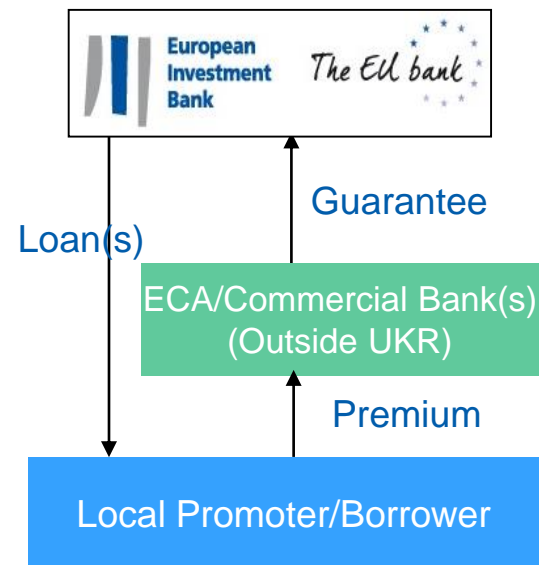 European
Investment
Bank
The EU bank
Guarantee
Loan(s)
ECA/Commercial Bank(s)
(Outside UKR)
Premium
Local Promoter/Borrower